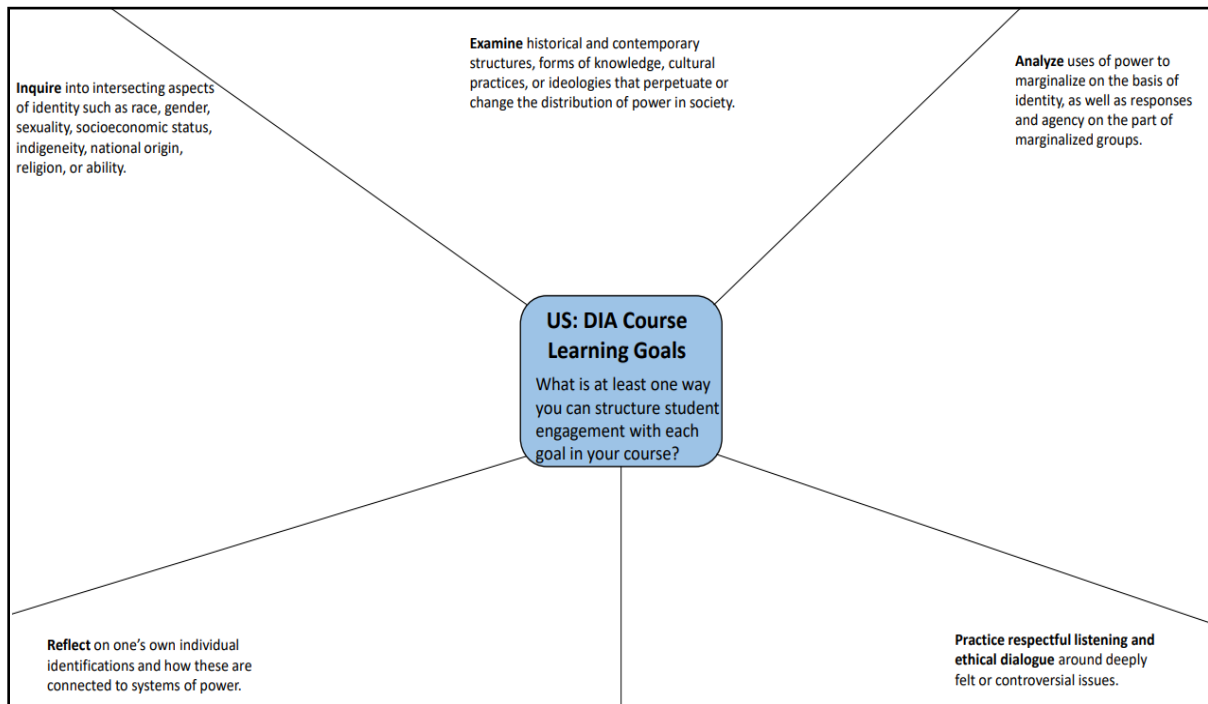 Inquire into intersecting aspects
of identity such as race, gender,
sexuality, socioeconomic status,
indigeneity, national origin,
religion, or ability.
Examine historical and contemporary
structures, forms of knowledge, cultural
practices, or ideologies that perpetuate or
change the distribution of power in society.
Analyze uses of power to
marginalize on the basis of
identity, as well as responses
and agency on the part of
marginalized groups.
US: DIA Course
Learning Goals
What is at least one way
you can structure student
engagement with each
goal in your course?
Reflect on one’s own individual
identifications and how these are
connected to systems of power.
Practice respectful listening and
ethical dialogue around deeply
felt or controversial issues.